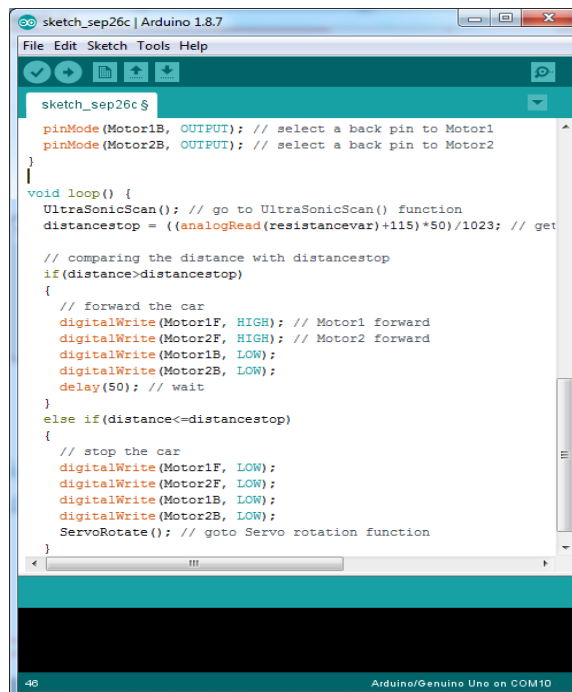 sketch_sep26c | Arduino 1.8.7
File Edit Sketch Tools Help
sketch_sep26c §
pinMode(Motor1B, OUTPUT); // select a back pin to Motor1
pinMode(Motor2B, OUTPUT); // select a back pin to Motor2
}
void loop() {
UltraSonicScan(); // go to UltraSonicScan() function
distancestop = ((analogRead(resistancevar)+115)*50)/1023; // get
// comparing the distance with distancestop
if(distance>distancestop)
{
// forward the car
digitalWrite(Motor1F, HIGH); // Motor1 forward
digitalWrite(Motor2F, HIGH); // Motor2 forward
digitalWrite(Motor1B, LOW);
digitalWrite(Motor2B, LOW);
delay(50); // wait
}
else if(distance<=distancestop)
{
// stop the car
digitalWrite(Motor1F, LOW);
digitalWrite(Motor2F, LOW);
digitalWrite(Motor1B, LOW);
digitalWrite(Motor2B, LOW);
ServoRotate(); // goto Servo rotation function
}
46 Arduino/Genuino Uno on COM10